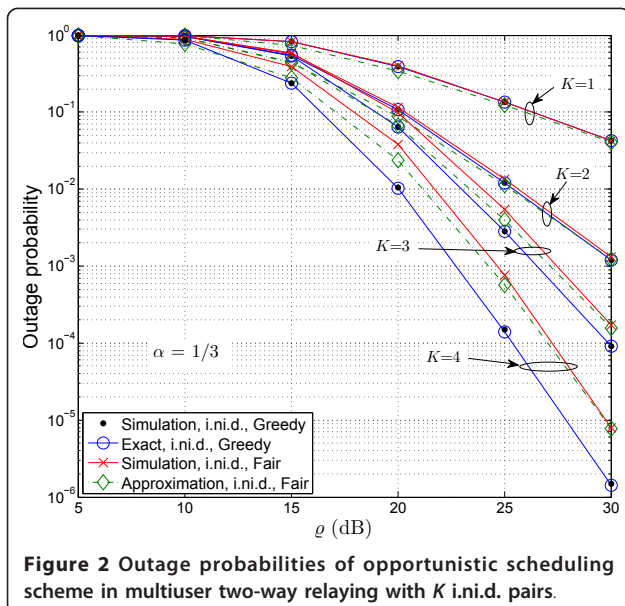 10^0
10^-1
10^-2
10^-3
10^-4
10^-5
10^-6
Outage probability
K=1
K=2
K=3
K=4
α = 1/3
Simulation, i.ni.d., Greedy
Exact, i.ni.d., Greedy
Simulation, i.ni.d., Fair
Approximation, i.ni.d., Fair
5 10 15 20 25 30
ϱ (dB)
Figure 2 Outage probabilities of opportunistic scheduling
scheme in multiuser two-way relaying with K i.ni.d. pairs.